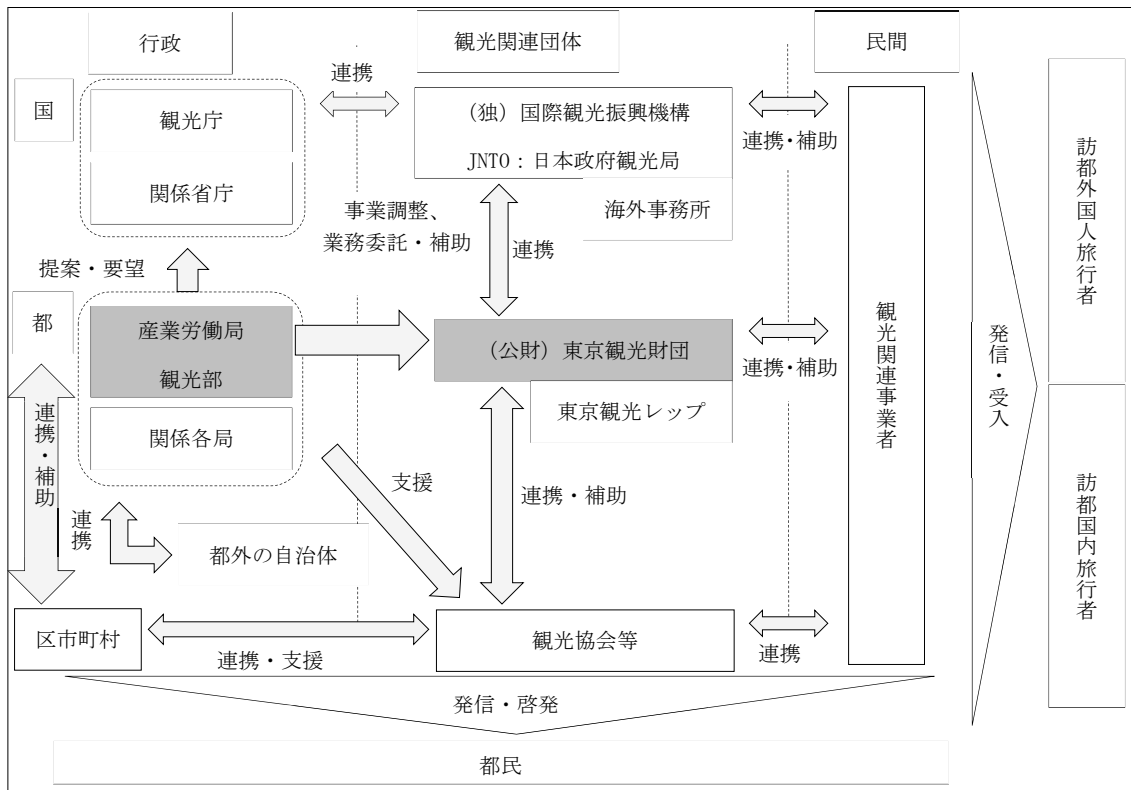 行政
観光関連団体
民間
国
観光庁
関係省庁
連携
(独)国際観光振興機構
JNTO:日本政府観光局
海外事務所
連携・補助
提案・要望
事業調整、
業務委託・補助
連携
都
産業労働局
観光部
関係各局
(公財)東京観光財団
東京観光レップ
連携・補助
観光関連事業者
発信・受入
訪都外国人旅行者
訪都国内旅行者
連携・補助
連携
都外の自治体
支援
連携・補助
区市町村
連携・支援
観光協会等
連携
発信・啓発
都民